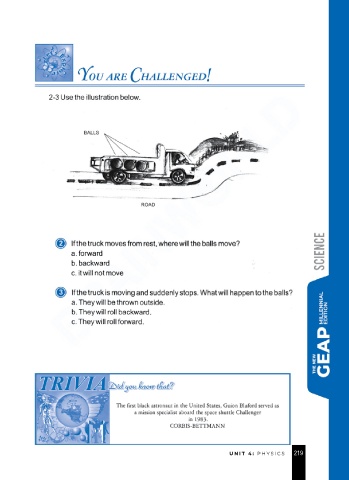 YOU ARE CHALLENGED!
2-3 Use the illustration below.
BALLS
ROAD
2 If the truck moves from rest, where will the balls move?
a. forward
b. backward
c. it will not move
3 If the truck is moving and suddenly stops. What will happen to the balls?
a. They will be thrown outside.
b. They will roll backward.
c. They will roll forward.
SCIENCE
THE NEW
GEAP MILLENNIAL
EDITION
TRIVIA Did you know that?
The first black astronaut in the United States, Guion Bluford served as
a mission specialist aboard the space shuttle Challenger
in 1983.
CORBIS-BETTMANN
UNIT 4: PHYSICS 219